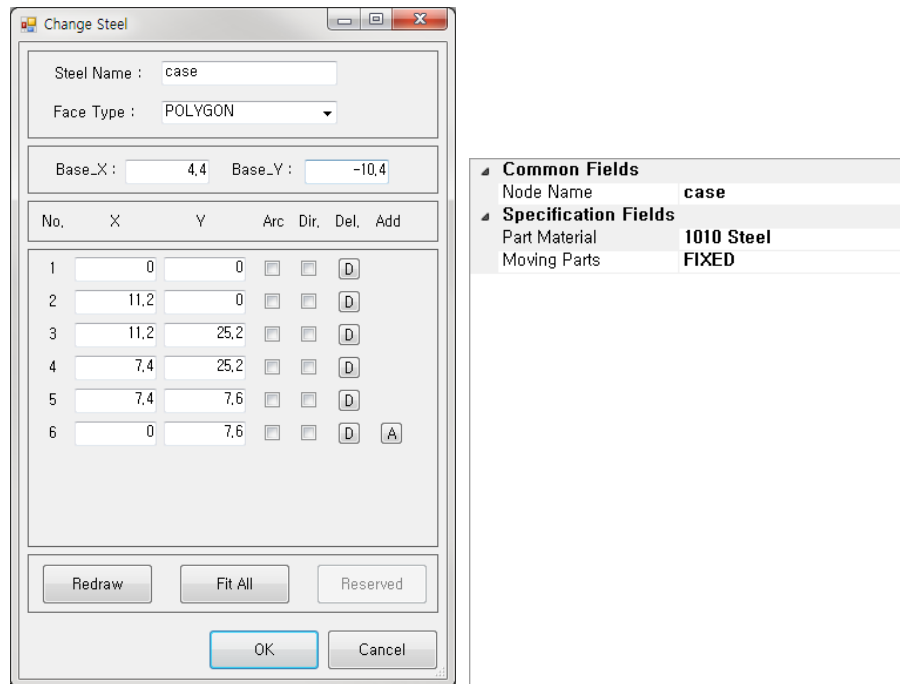 Change Steel
Steel Name : case
Face Type : POLYGON
Base_X : 4,4 Base_Y : -10,4
No, X Y Arc Dir, Del, Add
1 0 0 D
2 11,2 0 D
3 11,2 25,2 D
4 7,4 25,2 D
5 7,4 7,6 D
6 0 7,6 D A
Redraw Fit All Reserved
OK Cancel
Common Fields
Node Name case
Specification Fields
Part Material 1010 Steel
Moving Parts FIXED